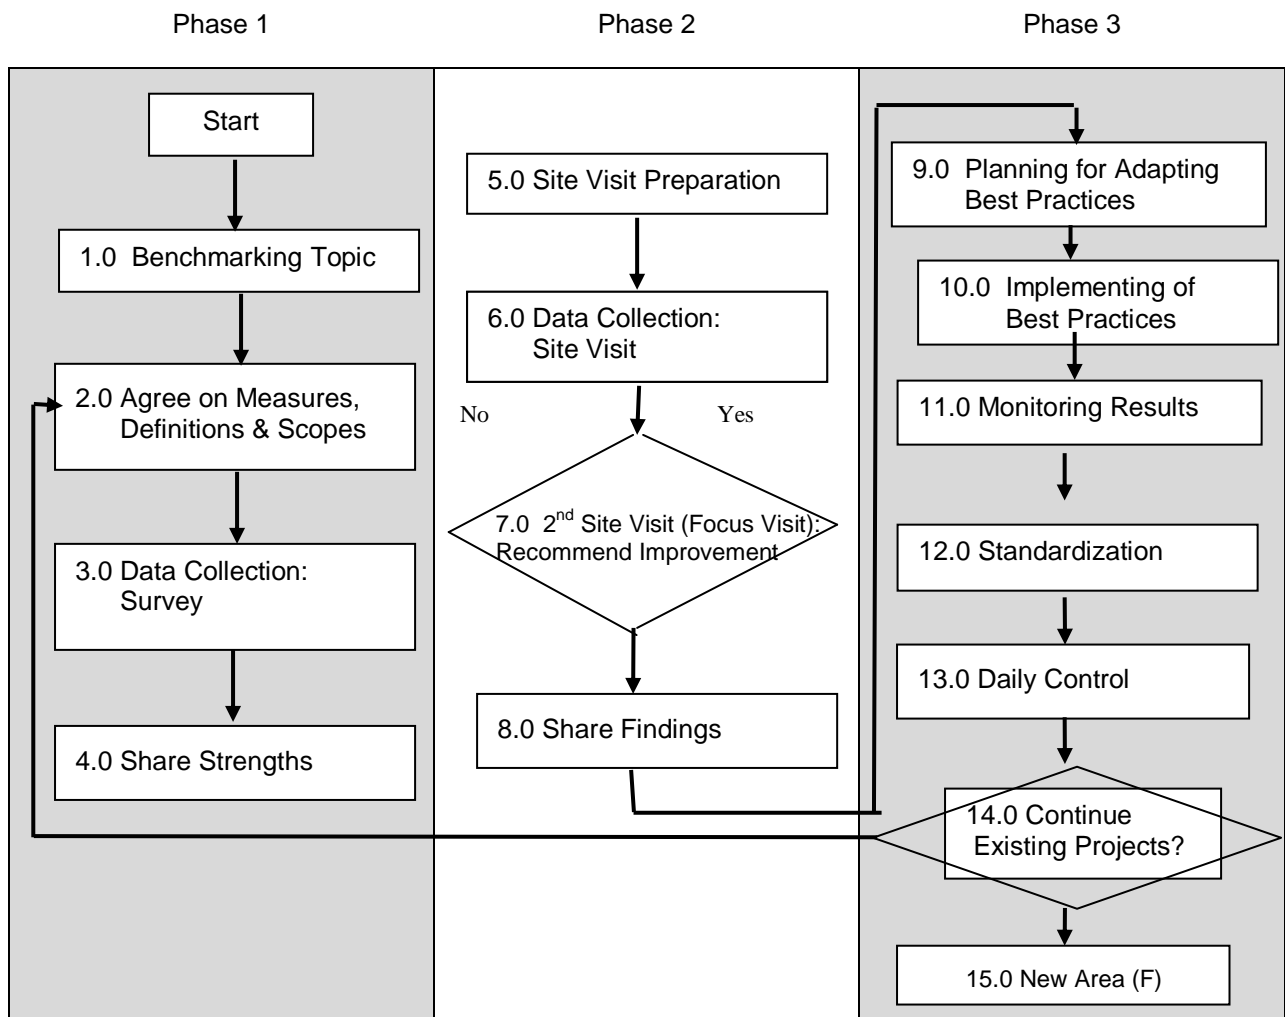 Phase 1
Phase 2
Phase 3
Start
1.0 Benchmarking Topic
2.0 Agree on Measures,
Definitions & Scopes
3.0 Data Collection:
Survey
4.0 Share Strengths
5.0 Site Visit Preparation
6.0 Data Collection:
Site Visit
No
Yes
7.0 2nd Site Visit (Focus Visit):
Recommend Improvement
8.0 Share Findings
9.0 Planning for Adapting
Best Practices
10.0 Implementing of
Best Practices
11.0 Monitoring Results
12.0 Standardization
13.0 Daily Control
14.0 Continue
Existing Projects?
15.0 New Area (F)